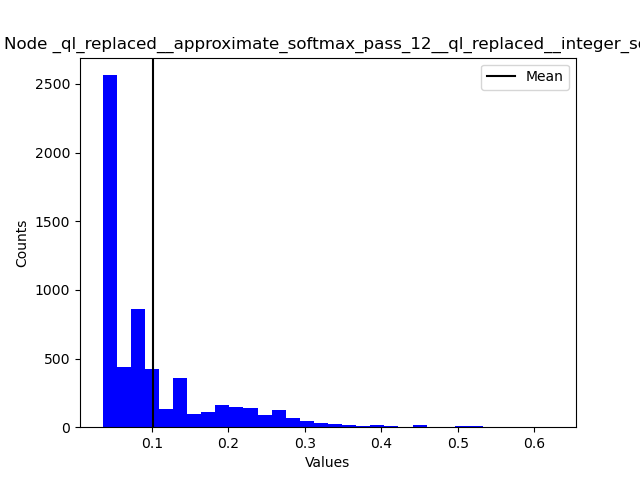 Node _ql_replaced__approximate_softmax_pass_12__ql_replaced__integer_s
Mean
2500
2000
1500
1000
500
0
Counts
0.1 0.2 0.3 0.4 0.5 0.6
Values